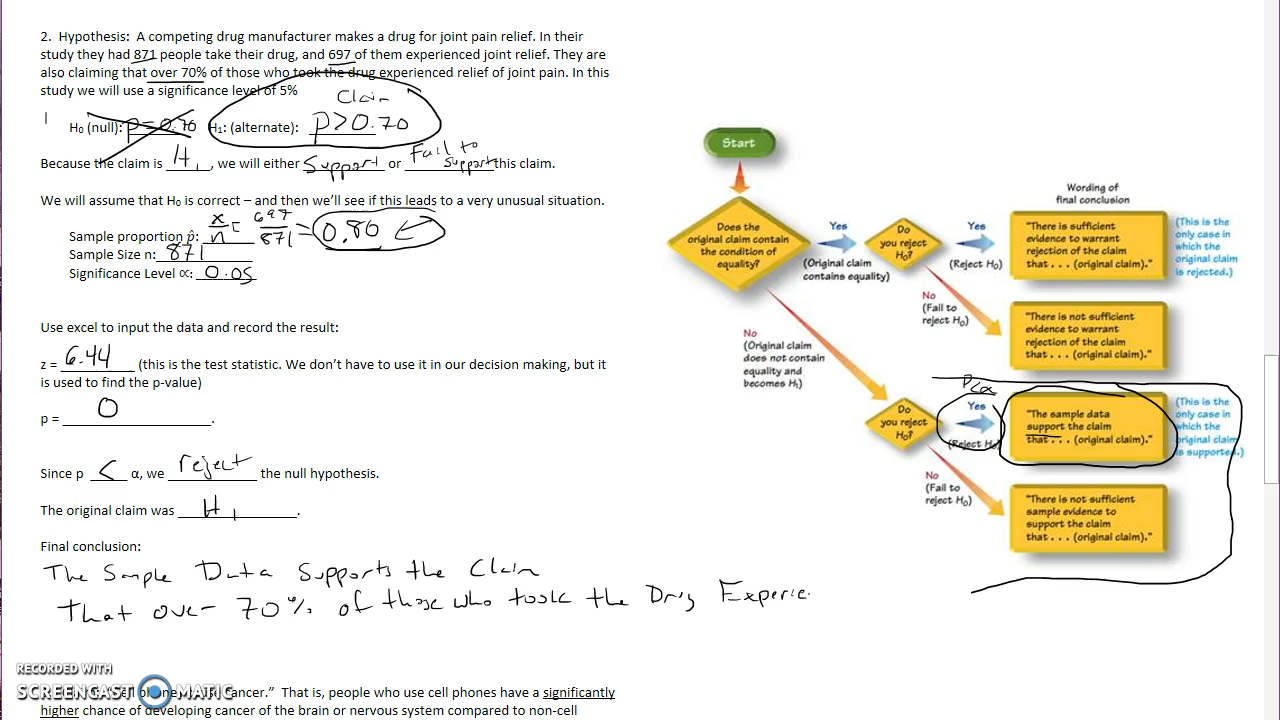 2. Hypothesis: A competing drug manufacturer makes a drug for joint pain relief. In their
study they had 871 people take their drug, and 697 of them experienced joint relief. They are
also claiming that over 70% of those who took the drug experienced relief of joint pain. In this
study we will use a significance level of 5%
Claim
H₀ (null): p = 0.70 H₁: (alternate): p > 0.70
Because the claim is H₁, we will either Support or fail to support this claim.
We will assume that H₀ is correct – and then we'll see if this leads to a very unusual situation.
Sample proportion p̂: x/n = 697/871 = 0.80
Sample Size n: 871
Significance Level ∝: 0.05
Use excel to input the data and record the result:
z = 6.44 (this is the test statistic. We don't have to use it in our decision making, but it
is used to find the p-value)
p = 0.
Since p < α, we reject the null hypothesis.
The original claim was H₁.
Final conclusion:
The Sample Data Supports the Claim
That over 70% of those who took the Drug Experie
RECORDED WITH
SCREENCAST MATIC
cancer." That is, people who use cell phones have a significantly
higher chance of developing cancer of the brain or nervous system compared to non-cell
Start
Does the
original claim contain
the condition of
equality?
Yes
(Original claim
contains equality)
Do
you reject
H₀?
Yes
(Reject H₀)
Wording of
final conclusion
"There is sufficient
evidence to warrant
rejection of the claim
that . . . (original claim)."
(This is the
only case in
which the
original claim
is rejected.)
No
(Fail to
reject H₀)
"There is not sufficient
evidence to warrant
rejection of the claim
that . . . (original claim)."
No
(Original claim
does not contain
equality and
becomes H₁)
Do
you reject
H₀?
p<α
Yes
(Reject H₀)
"The sample data
support the claim
that . . . (original claim)."
(This is the
only case in
which the
original claim
is supported.)
No
(Fail to
reject H₀)
"There is not sufficient
sample evidence to
support the claim
that . . . (original claim)."